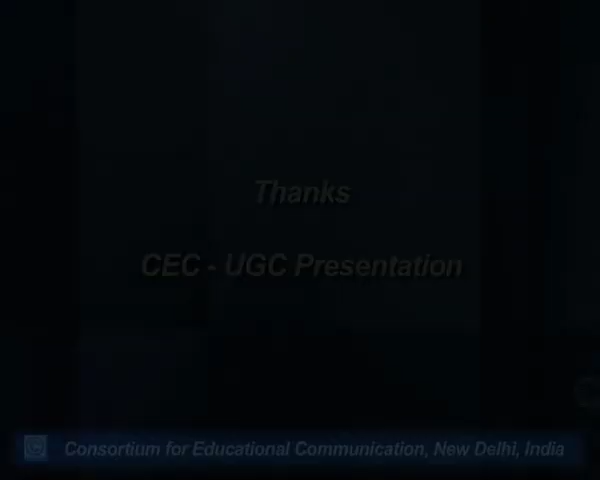 Thanks
CEC - UGC Presentation
Consortium for Educational Communication, New Delhi, India